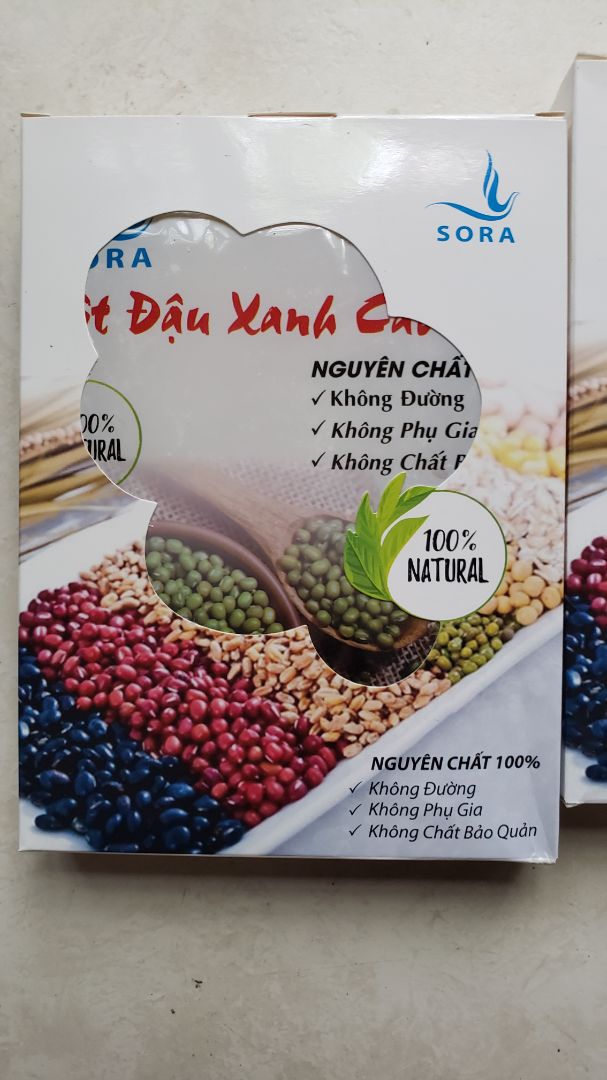 SORA
ORA
Đậu Xanh
NGUYÊN CHẤT
✓ Không Đường
✓ Không Phụ Gia
✓ Không Chất
100%
NATURAL
100%
NATURAL
NGUYÊN CHẤT 100%
✓ Không Đường
✓ Không Phụ Gia
✓ Không Chất Bảo Quản